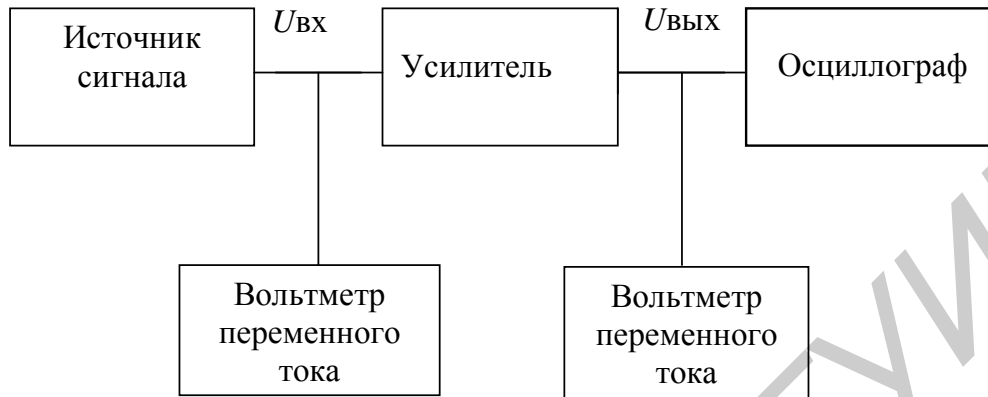 Uвх
Uвых
Источник
сигнала
Усилитель
Осциллограф
Вольтметр
переменного
тока
Вольтметр
переменного
тока